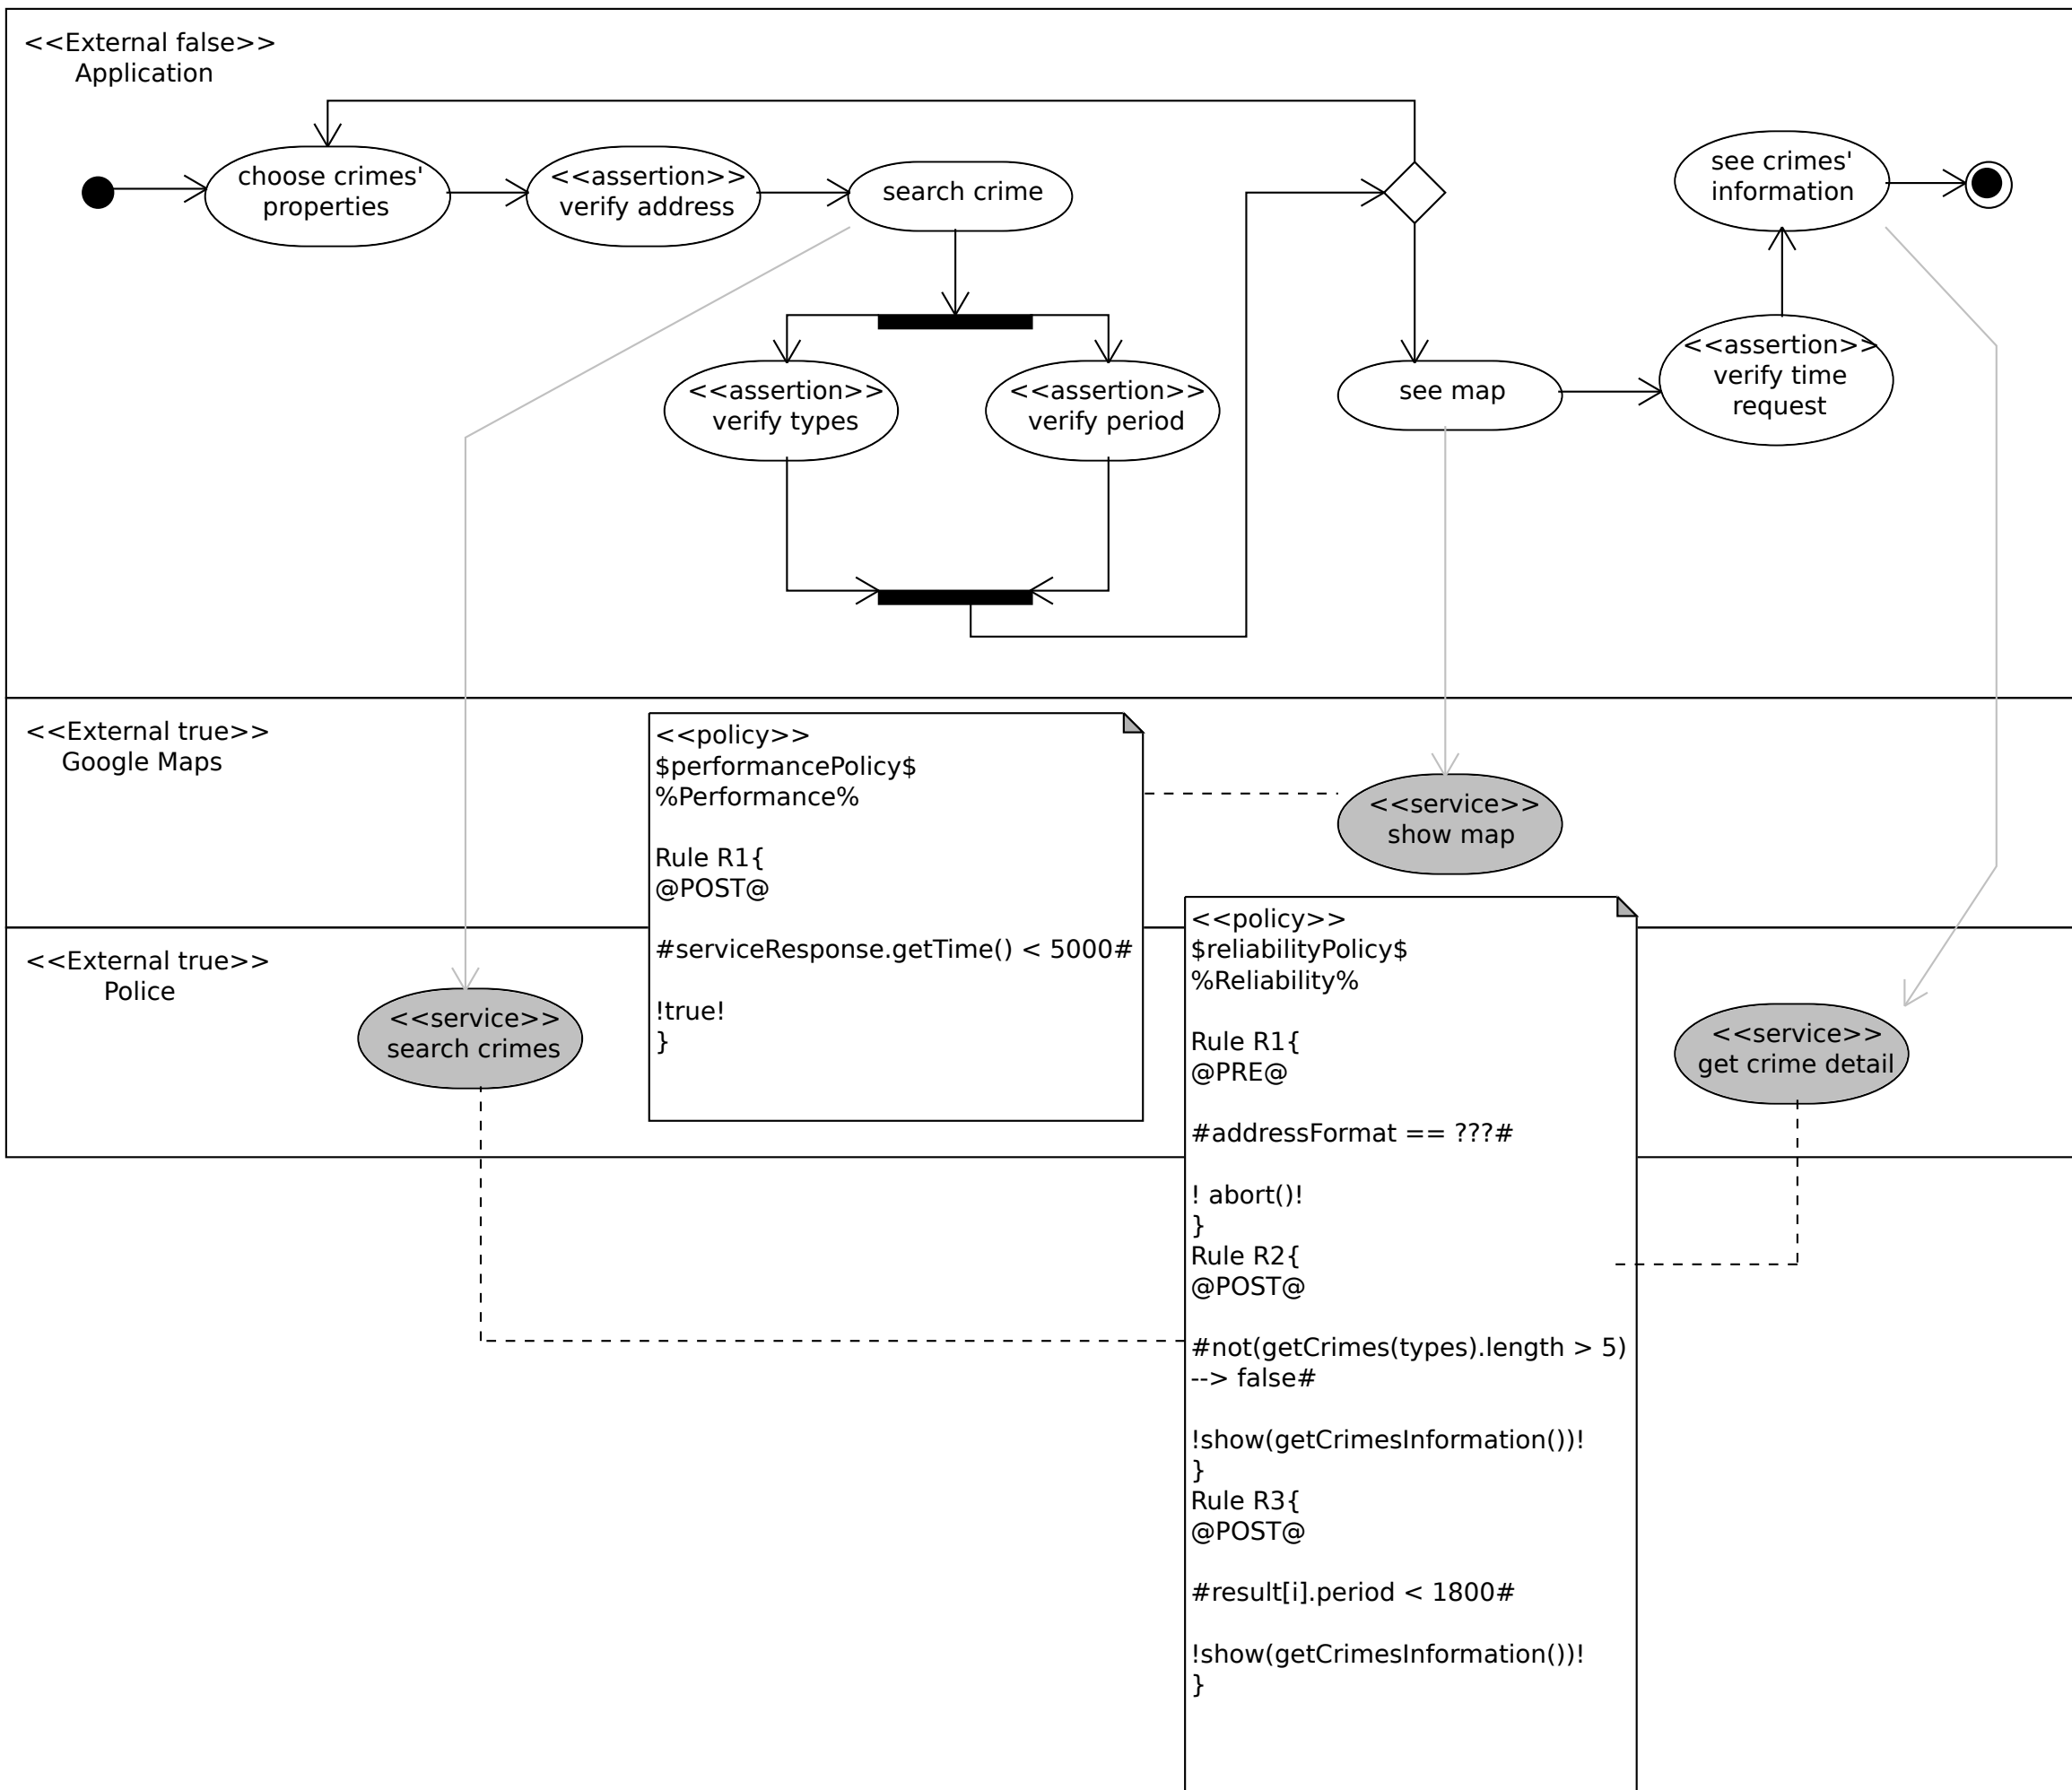 <<External false>>
Application
choose crimes'
properties
<<assertion>>
verify address
search crime
see crimes'
information
<<assertion>>
verify types
<<assertion>>
verify period
see map
<<assertion>>
verify time
request
<<External true>>
Google Maps
<<policy>>
$performancePolicy$
%Performance%
Rule R1{
@POST@
#serviceResponse.getTime() < 5000#
!true!
}
<<service>>
show map
<<External true>>
Police
<<service>>
search crimes
<<policy>>
$reliabilityPolicy$
%Reliability%
Rule R1{
@PRE@
#addressFormat == ???#
! abort()!
}
Rule R2{
@POST@
#not(getCrimes(types).length > 5)
--> false#
!show(getCrimesInformation())!
}
Rule R3{
@POST@
#result[i].period < 1800#
!show(getCrimesInformation())!
}
<<service>>
get crime detail